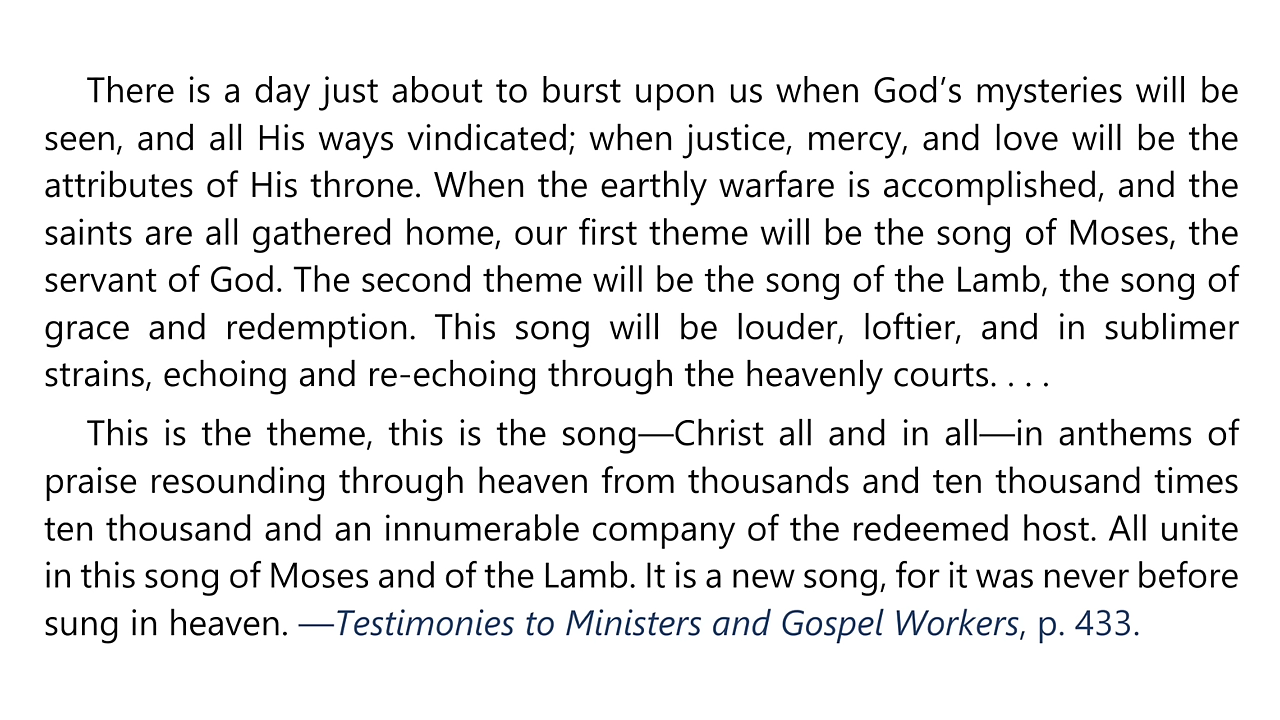 There is a day just about to burst upon us when God’s mysteries will be
seen, and all His ways vindicated; when justice, mercy, and love will be the
attributes of His throne. When the earthly warfare is accomplished, and the
saints are all gathered home, our first theme will be the song of Moses, the
servant of God. The second theme will be the song of the Lamb, the song of
grace and redemption. This song will be louder, loftier, and in sublimer
strains, echoing and re-echoing through the heavenly courts. . . .
This is the theme, this is the song—Christ all and in all—in anthems of
praise resounding through heaven from thousands and ten thousand times
ten thousand and an innumerable company of the redeemed host. All unite
in this song of Moses and of the Lamb. It is a new song, for it was never before
sung in heaven. —Testimonies to Ministers and Gospel Workers, p. 433.